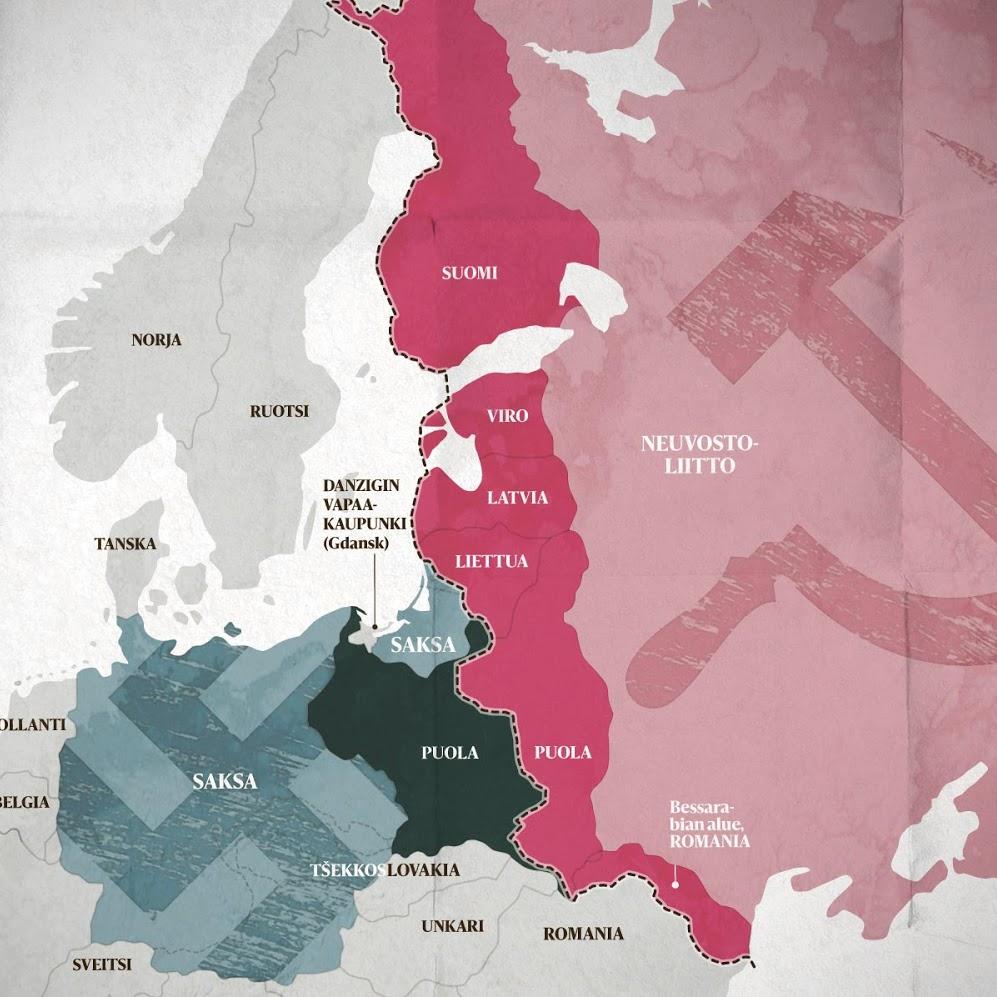 SUOMI
NORJA
RUOTSI
VIRO
NEUVOSTO-
LIITTO
DANZIGIN
VAPAA-
KAUPUNKI
(Gdansk)
LATVIA
TANSKA
LIETTUA
SAKSA
OLLANTI
PUOLA
PUOLA
SAKSA
BELGIA
Bessara-
bian alue,
ROMANIA
TŠEKKOSLOVAKIA
UNKARI
ROMANIA
SVEITSI